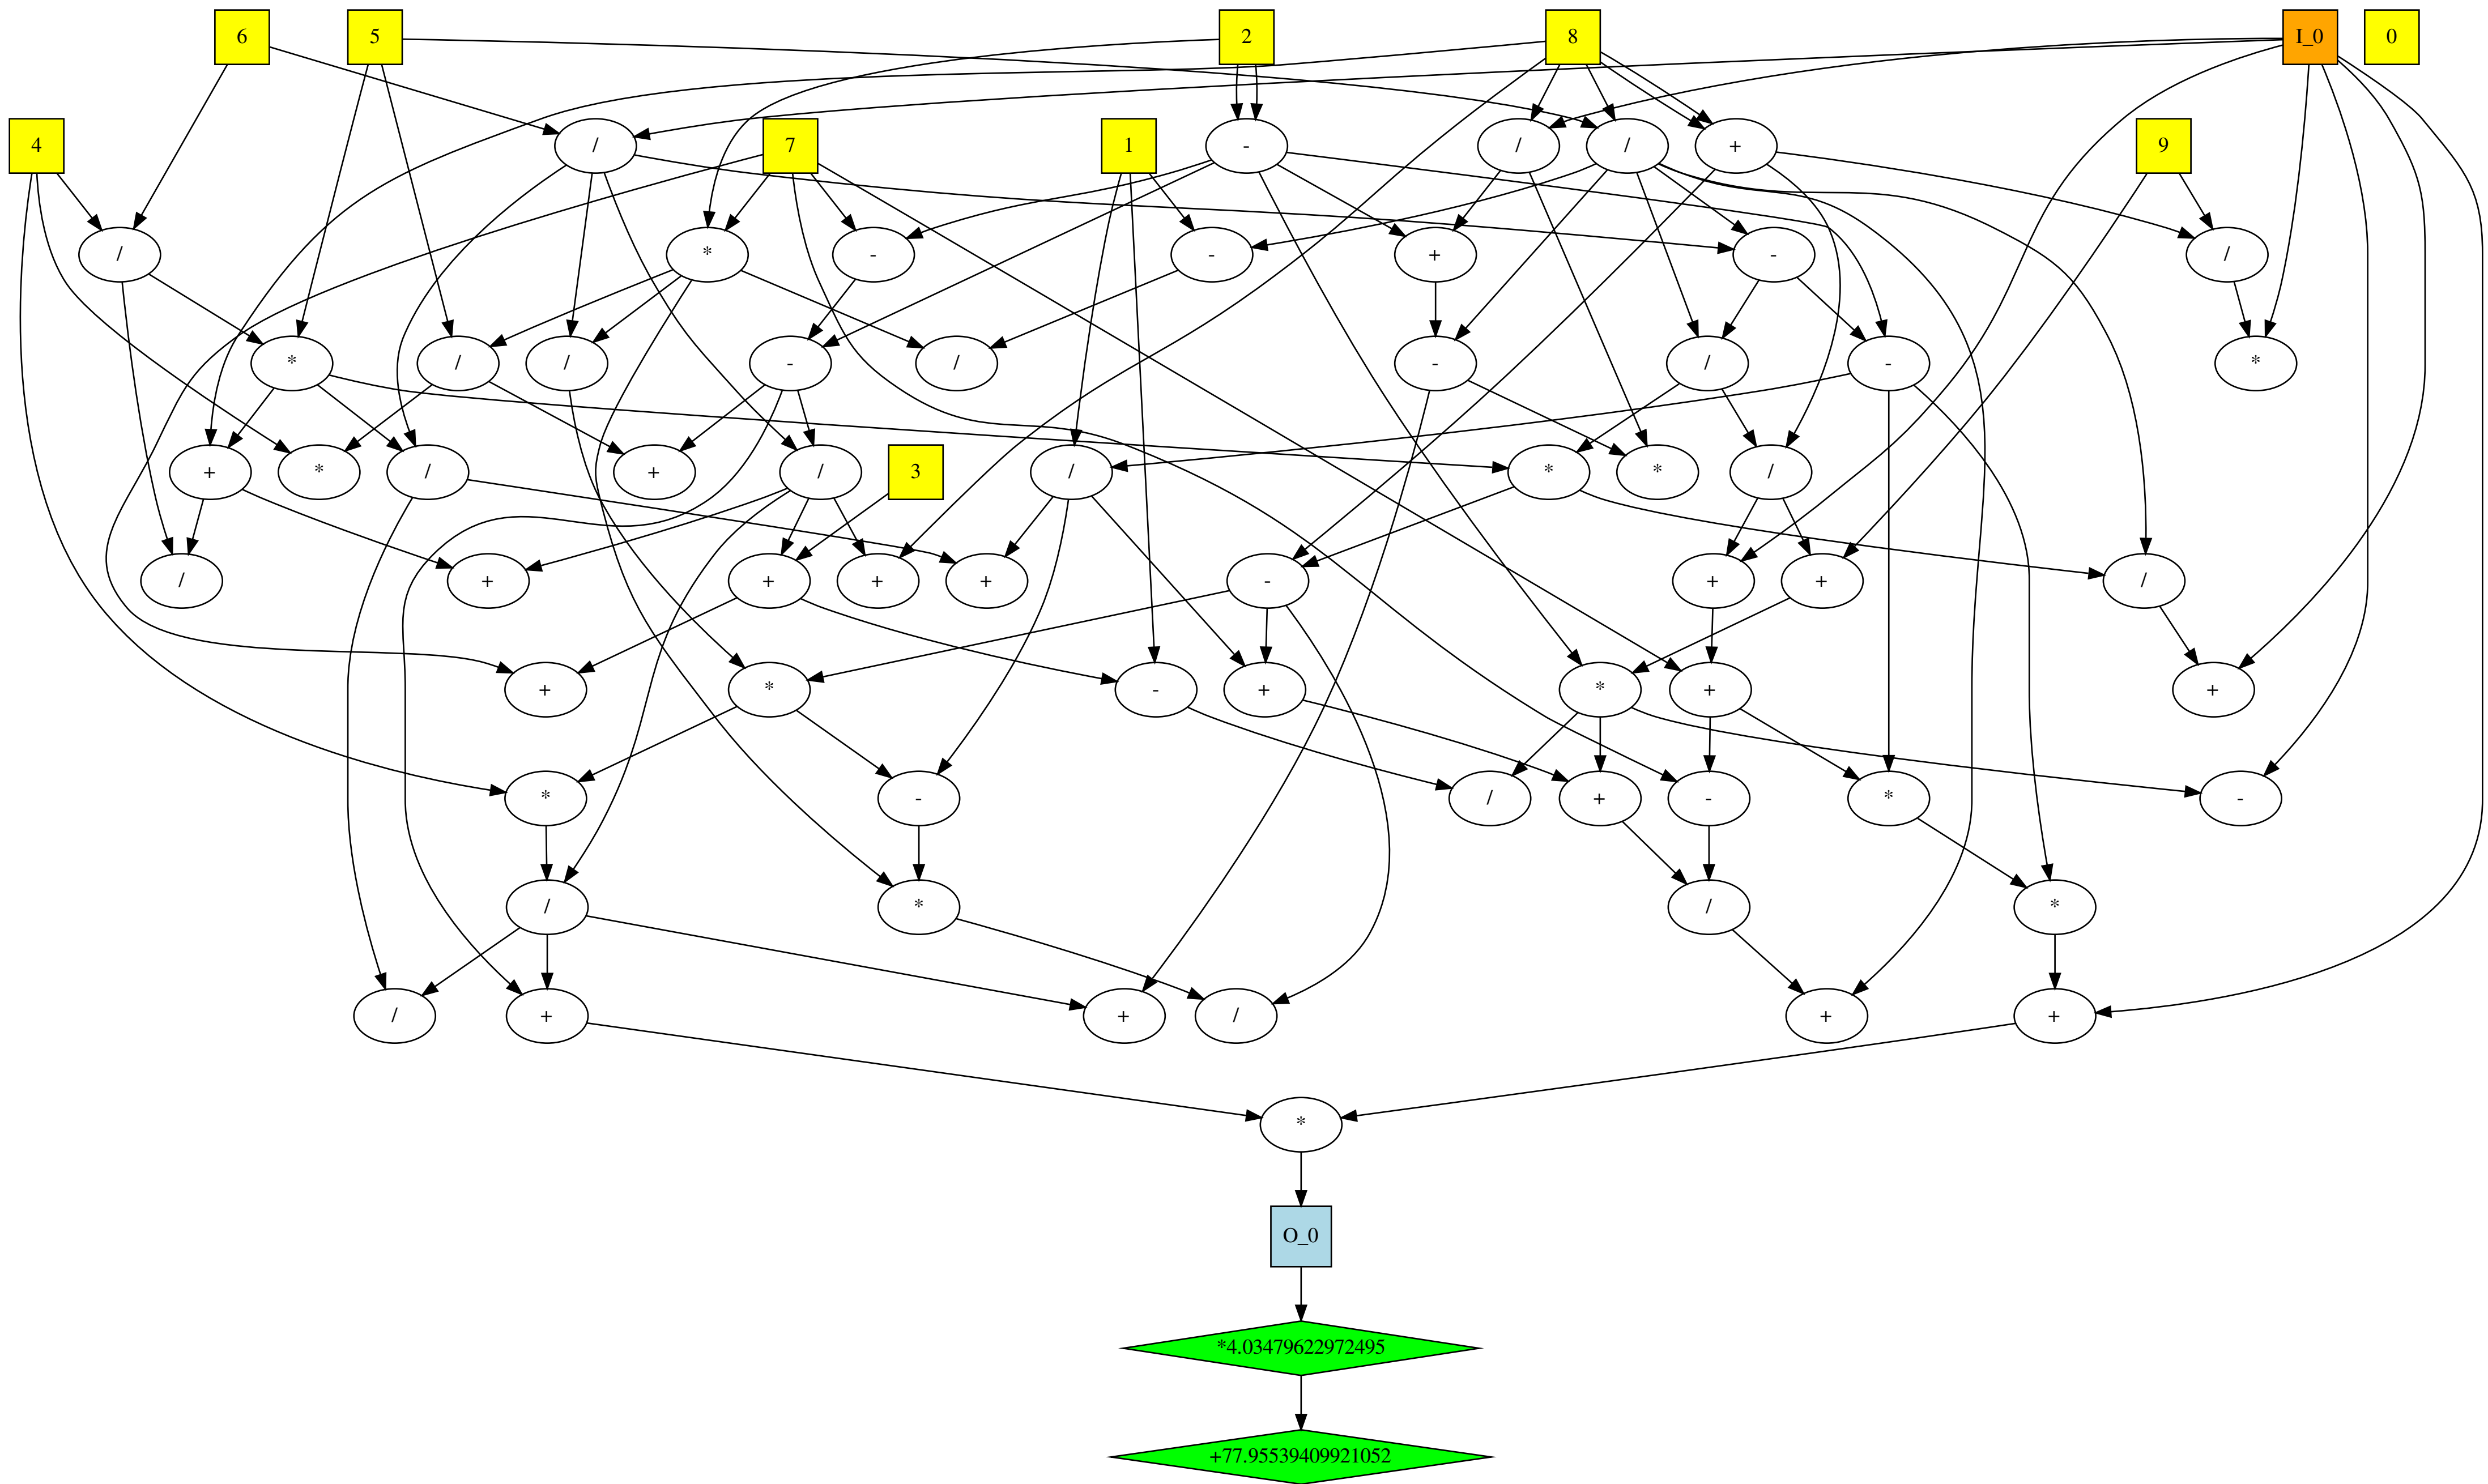 6 5 2 8 I_0 0
4 / 7 1 - / / + 9
/ * - - + - /
* / / - / - / - *
+ * / + / 3 / * * /
/ + + + + - + + /
+ * - + * + +
* - / + - * -
/ * / *
/ + + / + +
*
O_0
*4.03479622972495
+77.95539409921052